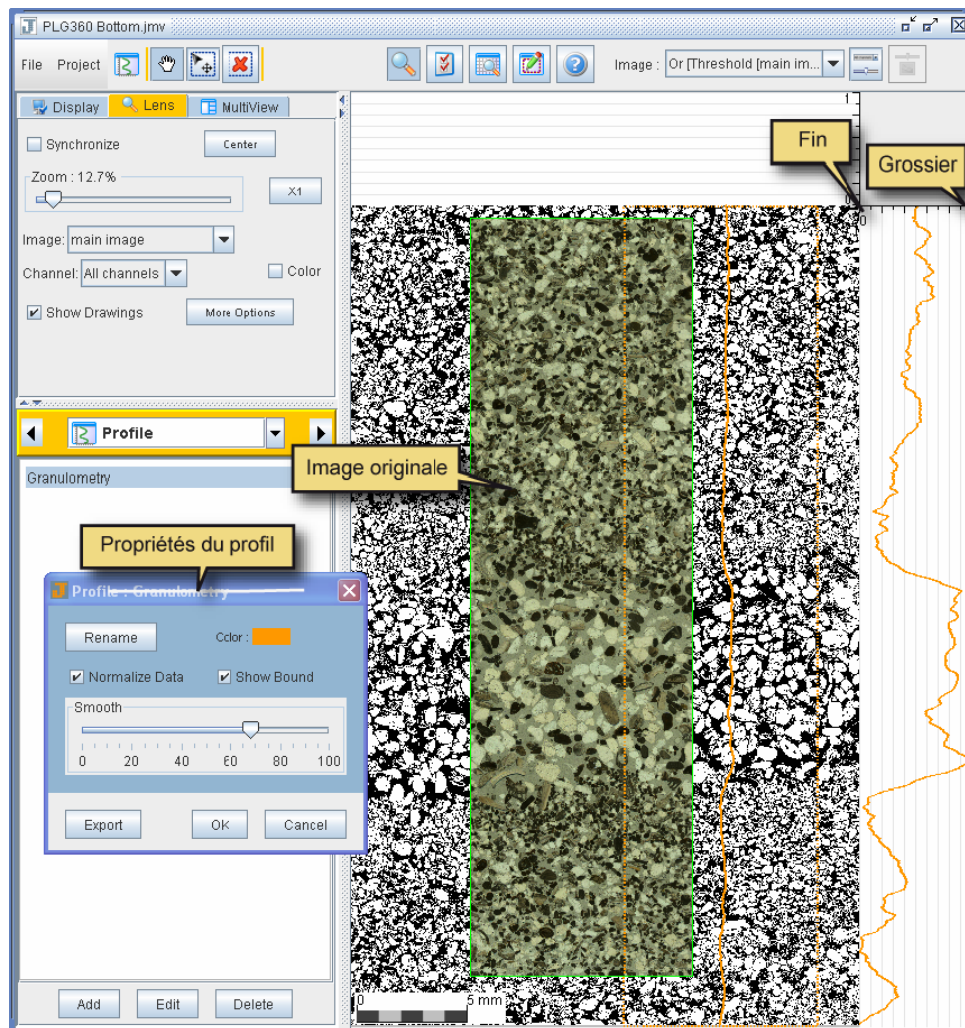 PLG360 Bottom.jmv
File Project Image : Or [Threshold [main im...
Display Lens MultiView
Synchronize Center
Zoom : 12.7%
X1
Image: main image
Channel: All channels Color
Show Drawings More Options
1
Fin
Grossier
0
Profile
Granulometry
Image originale
Propriétés du profil
Profile : Granulometry
Rename Color :
Normalize Data Show Bound
Smooth
0 20 40 60 80 100
Export OK Cancel
Add Edit Delete
0 5 mm